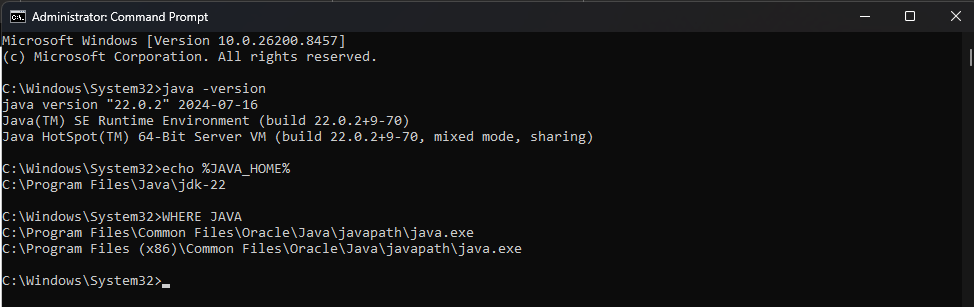 Administrator: Command Prompt
Microsoft Windows [Version 10.0.26200.8457]
(c) Microsoft Corporation. All rights reserved.
C:\Windows\System32>java -version
java version "22.0.2" 2024-07-16
Java(TM) SE Runtime Environment (build 22.0.2+9-70)
Java HotSpot(TM) 64-Bit Server VM (build 22.0.2+9-70, mixed mode, sharing)
C:\Windows\System32>echo %JAVA_HOME%
C:\Program Files\Java\jdk-22
C:\Windows\System32>WHERE JAVA
C:\Program Files\Common Files\Oracle\Java\javapath\java.exe
C:\Program Files (x86)\Common Files\Oracle\Java\javapath\java.exe
C:\Windows\System32>